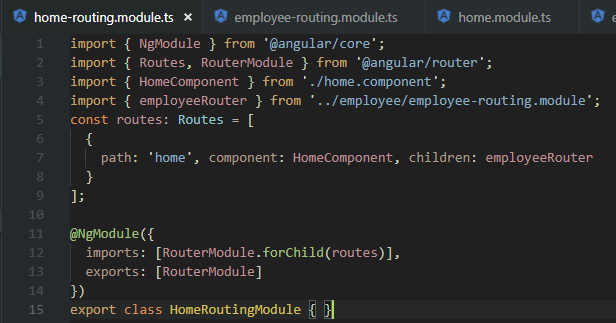 home-routing.module.ts × employee-routing.module.ts home.module.ts e
1 import { NgModule } from '@angular/core';
2 import { Routes, RouterModule } from '@angular/router';
3 import { HomeComponent } from './home.component';
4 import { employeeRouter } from '../employee/employee-routing.module';
5 const routes: Routes = [
6 {
7 path: 'home', component: HomeComponent, children: employeeRouter
8 }
9 ];
10
11 @NgModule({
12 imports: [RouterModule.forChild(routes)],
13 exports: [RouterModule]
14 })
15 export class HomeRoutingModule { }